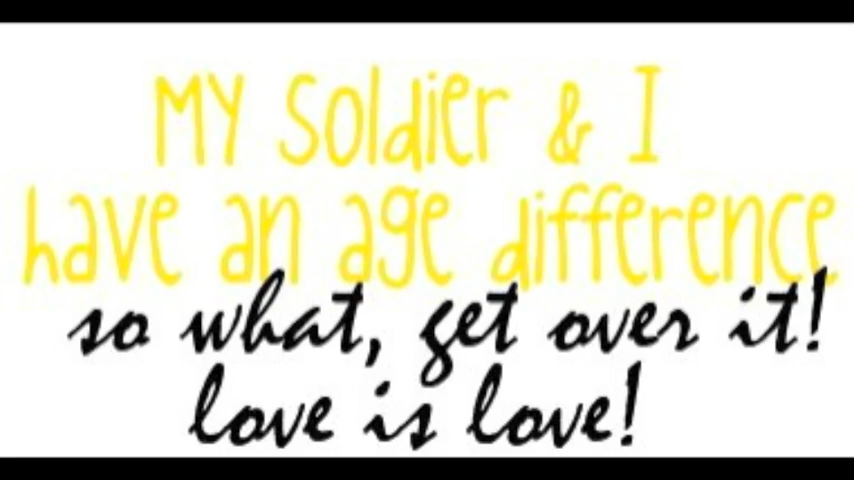 MY Soldier & I
have an age difference
so what, get over it!
love is love!